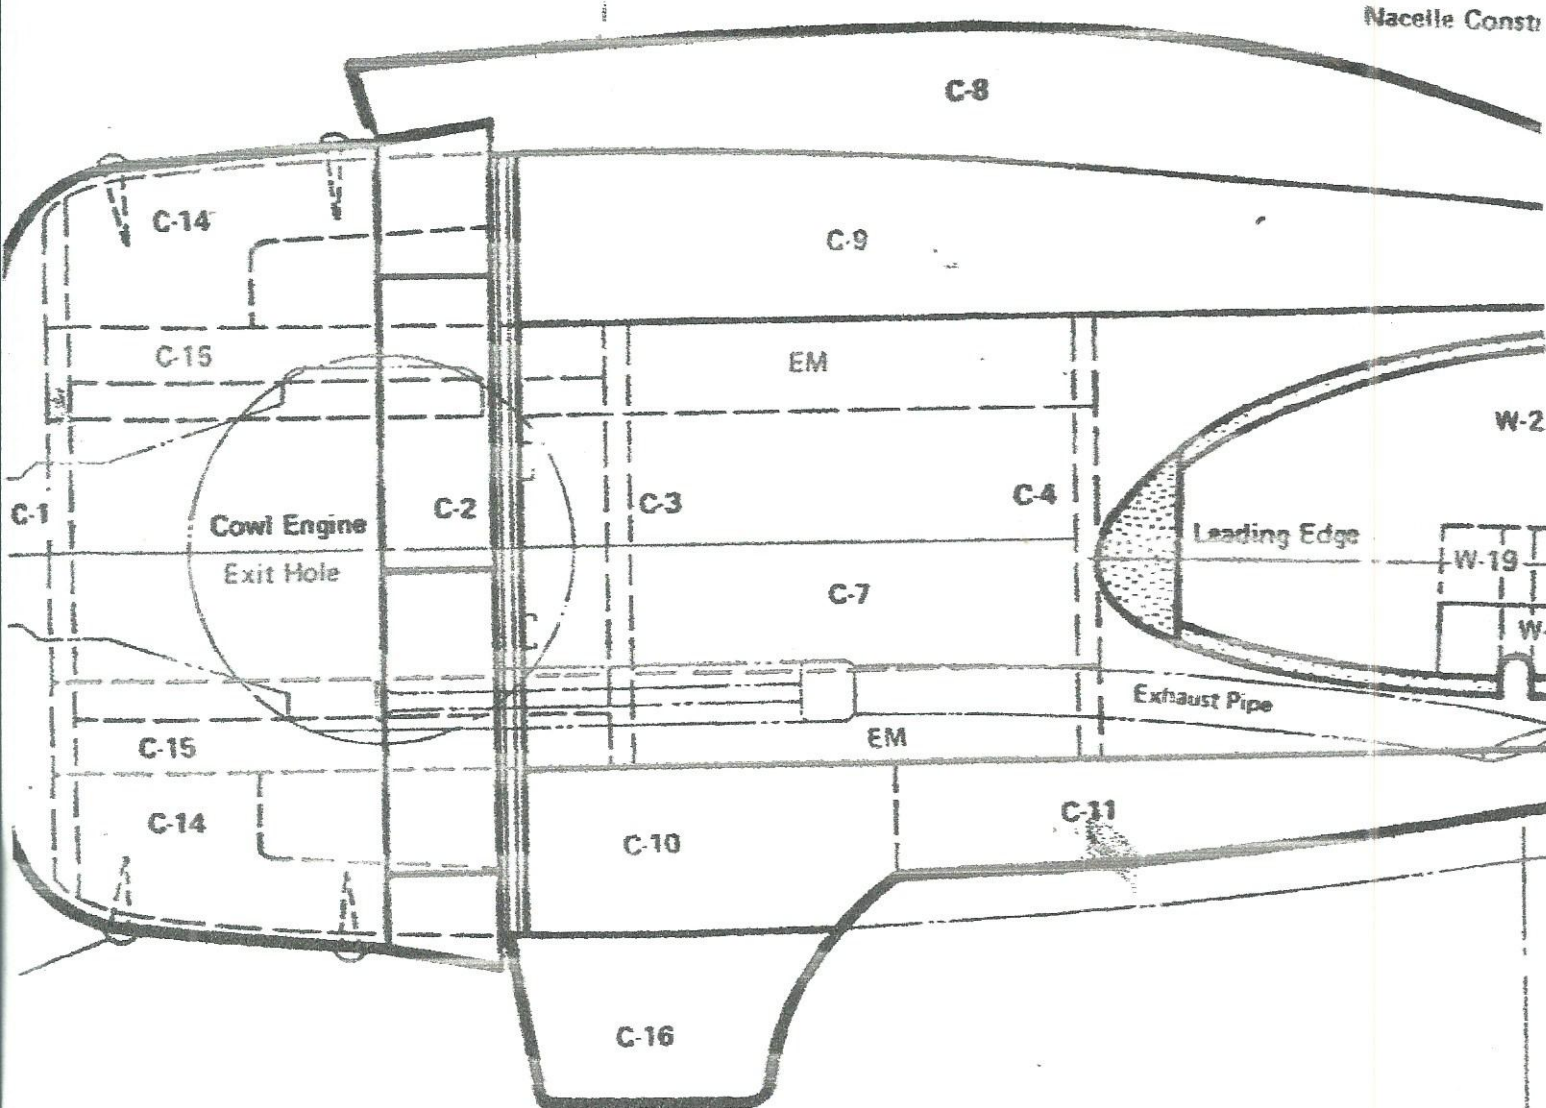 Nacelle Constr
C-8
C-14
C-9
C-15
EM
W-2
C-1
Cowl Engine
Exit Hole
C-2
C-3
C-4
Leading Edge
W-19
C-7
W-
Exhaust Pipe
C-15
EM
C-14
C-10
C-11
C-16